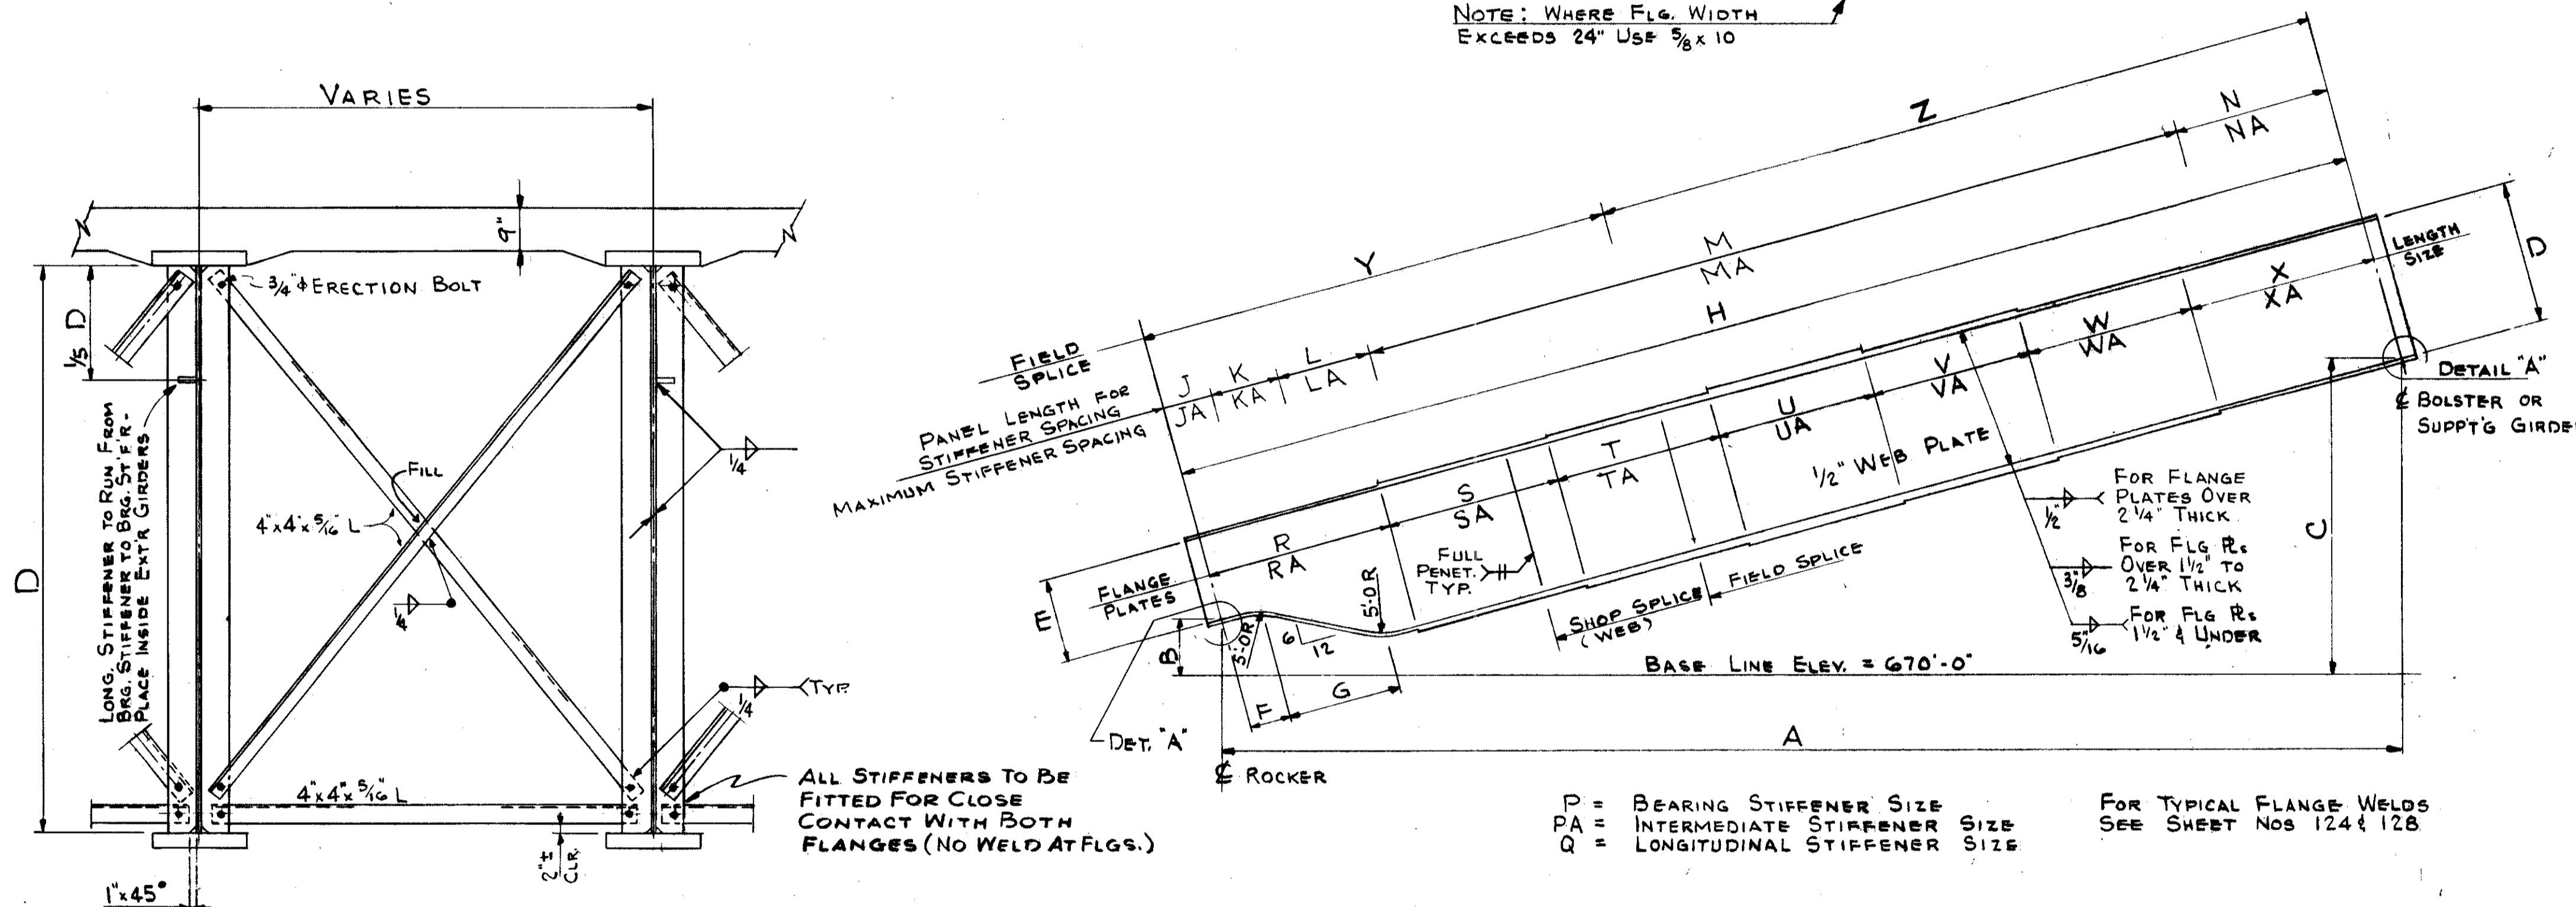 NOTE: WHERE FLG. WIDTH
EXCEEDS 24" USE 5/8 x 10
VARIES
9"
3/4" ϕ ERECTION BOLT
1/5 D
D
LONG. STIFFENER TO RUN FROM
BRG. STIFFENER TO BRG. ST'F'R-
PLACE INSIDE EXT'R GIRDERS
1/4
FILL
4"x4"x5/16" L
1/4
1/4
TYP.
4"x4"x5/16" L
2"±
CLR.
1"x45°
ALL STIFFENERS TO BE
FITTED FOR CLOSE
CONTACT WITH BOTH
FLANGES (NO WELD AT FLGS.)
Z
N
NA
Y
M
MA
H
FIELD
SPLICE
J
JA
K
KA
L
LA
PANEL LENGTH FOR
STIFFENER SPACING
MAXIMUM STIFFENER SPACING
LENGTH
SIZE
D
X
XA
W
WA
V
VA
U
UA
T
TA
S
SA
R
RA
1/2" WEB PLATE
DETAIL "A"
℄ BOLSTER OR
SUPPT'G GIRDE
FLANGE
PLATES
E
FULL
PENET.
TYP.
5'-0R
5'-0R
6
12
B
F
G
SHOP SPLICE
(WEB)
FIELD SPLICE
1/2"
FOR FLANGE
PLATES OVER
2 1/4" THICK
3/8"
FOR FLG ℞s
OVER 1 1/2" TO
2 1/4" THICK
5/16"
FOR FLG ℞s
1 1/2" & UNDER
C
BASE LINE ELEV. = 670'-0"
A
DET. "A"
℄ ROCKER
P = BEARING STIFFENER SIZE
PA = INTERMEDIATE STIFFENER SIZE
Q = LONGITUDINAL STIFFENER SIZE
FOR TYPICAL FLANGE WELDS
SEE SHEET NOS 124 & 128